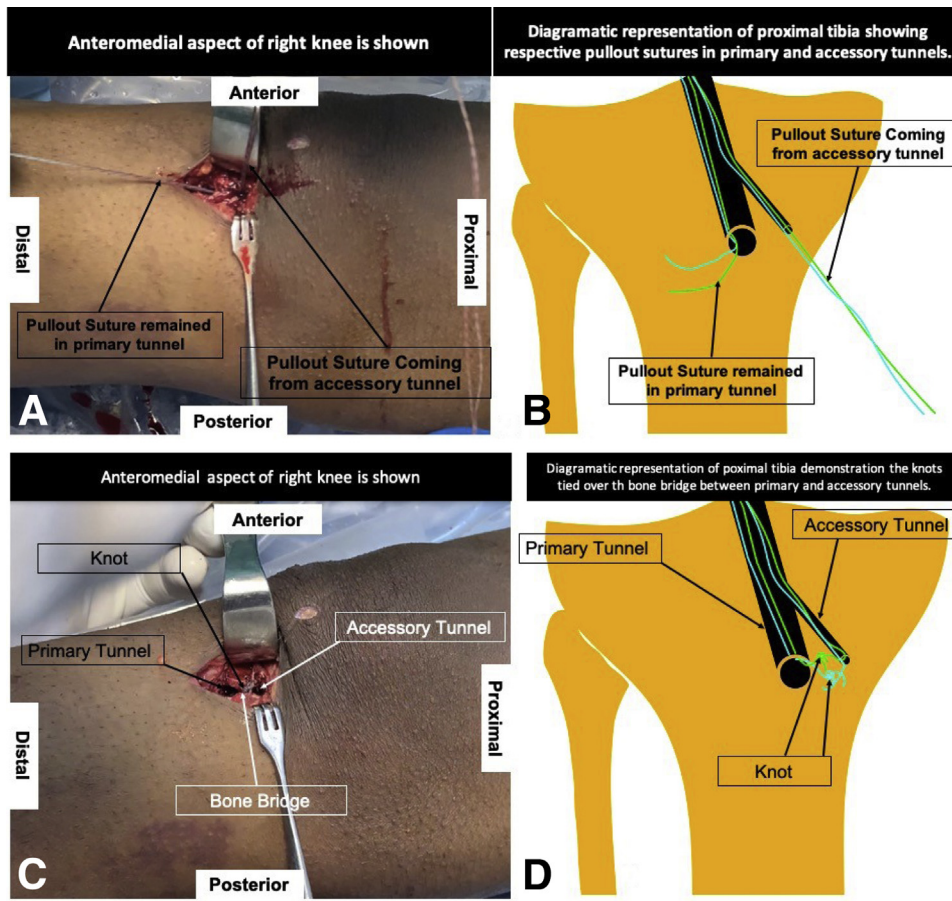 Anteromedial aspect of right knee is shown
Anterior
Distal
Proximal
Pullout Suture remained
in primary tunnel
Pullout Suture Coming
from accessory tunnel
Posterior
A
Diagramatic representation of proximal tibia showing
respective pullout sutures in primary and accessory tunnels.
Pullout Suture Coming
from accessory tunnel
Pullout Suture remained
in primary tunnel
B
Anteromedial aspect of right knee is shown
Anterior
Knot
Accessory Tunnel
Primary Tunnel
Distal
Proximal
Bone Bridge
Posterior
C
Diagramatic representation of poximal tibia demonstration the knots
tied over th bone bridge between primary and accessory tunnels.
Accessory Tunnel
Primary Tunnel
Knot
D